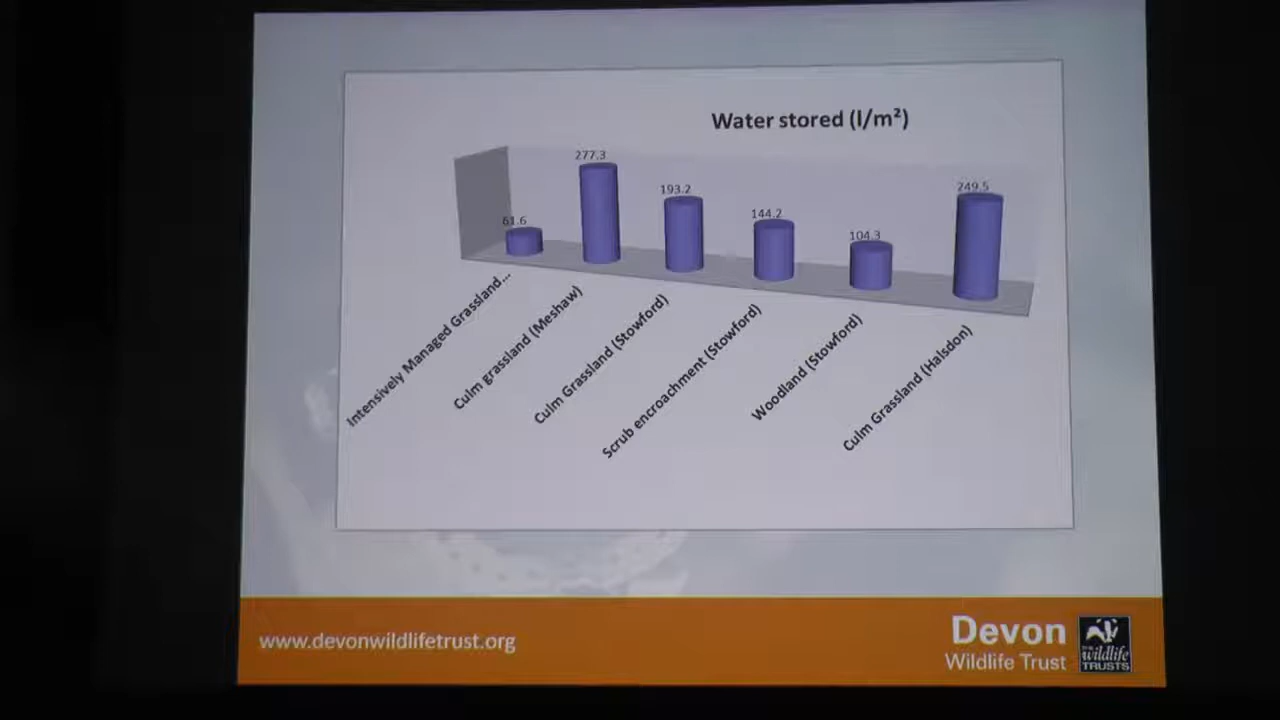 Water stored (l/m²)
61.6
277.3
193.2
144.2
104.3
249.5
Intensively Managed Grassland...
Culm grassland (Meshaw)
Culm Grassland (Stowford)
Scrub encroachment (Stowford)
Woodland (Stowford)
Culm Grassland (Halsdon)
www.devonwildlifetrust.org
Devon
Wildlife Trust
THE
wildlife
TRUSTS